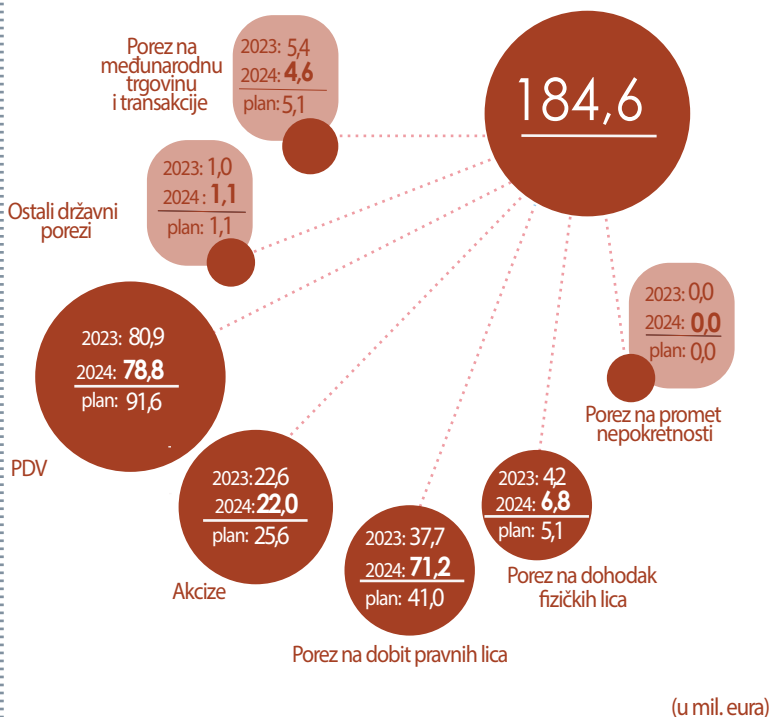 184,6
Porez na
međunarodnu
trgovinu
i transakcije
2023: 5,4
2024: 4,6
plan: 5,1
Ostali državni
porezi
2023: 1,0
2024 : 1,1
plan: 1,1
2023: 80,9
2024: 78,8
plan: 91,6
PDV
2023: 22,6
2024: 22,0
plan: 25,6
Akcize
2023: 37,7
2024: 71,2
plan: 41,0
Porez na dobit pravnih lica
2023: 4,2
2024: 6,8
plan: 5,1
Porez na dohodak
fizičkih lica
2023: 0,0
2024: 0,0
plan: 0,0
Porez na promet
nepokretnosti
(u mil. eura)